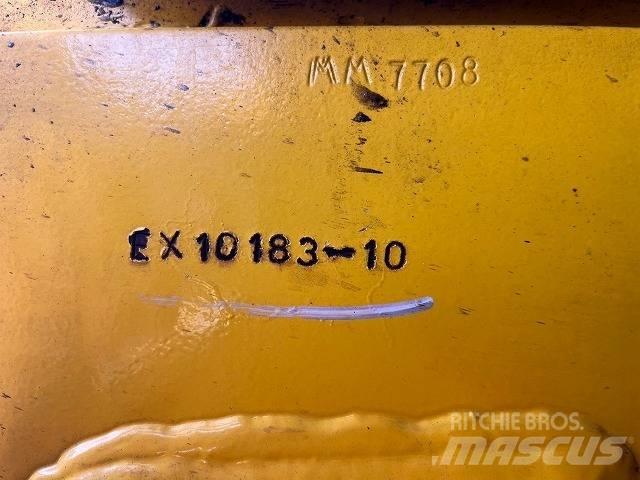 MM 7708
EX10183-10
RITCHIE BROS.
MASCUS